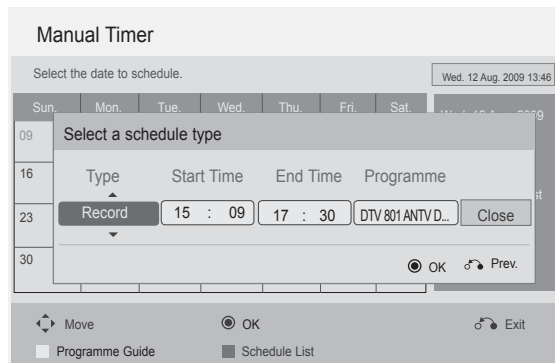 Manual Timer
Select the date to schedule.
Wed. 12 Aug. 2009 13:46
Sun. Mon. Tue. Wed. Thu. Fri. Sat.
09
Select a schedule type
16
Type Start Time End Time Programme
23
Record 15 : 09 17 : 30 DTV 801 ANTV D... Close
30
OK Prev.
Move OK Exit
Programme Guide Schedule List